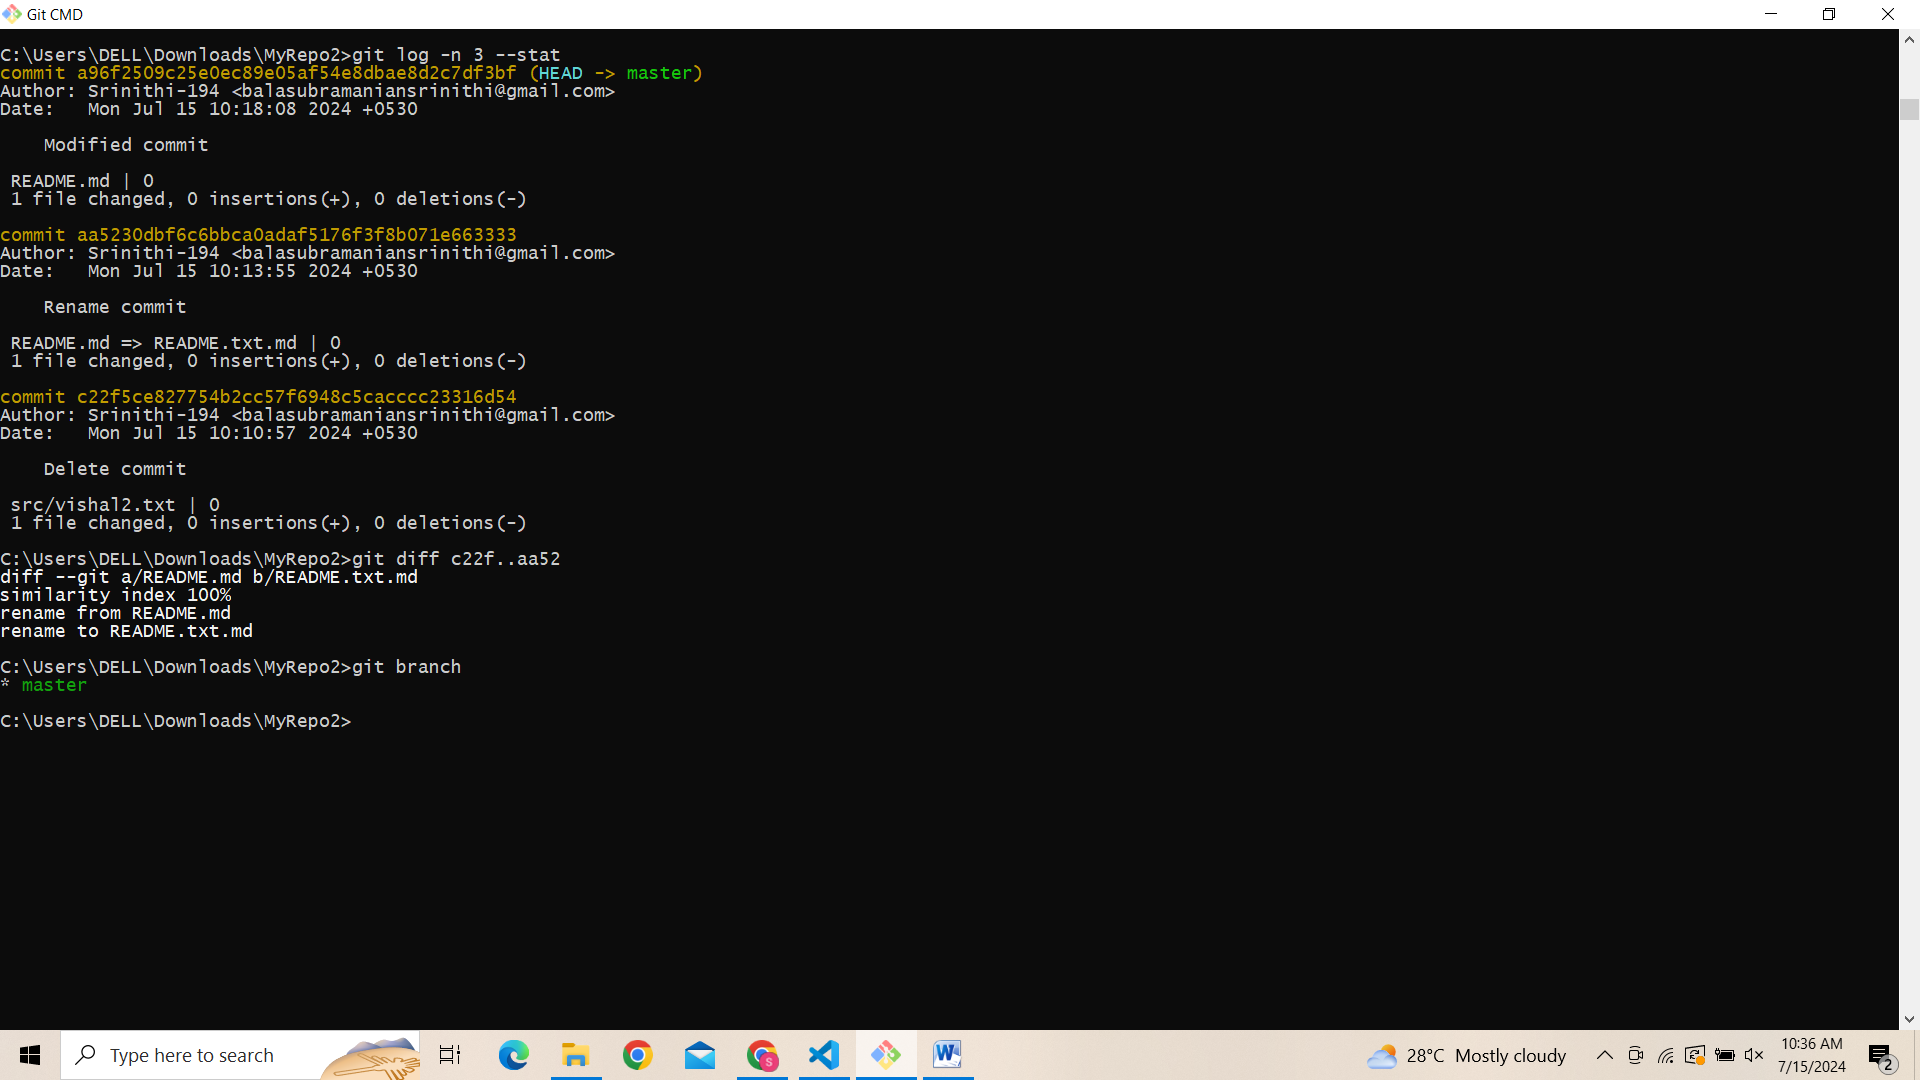 Git CMD
C:\Users\DELL\Downloads\MyRepo2>git log -n 3 --stat
commit a96f2509c25e0ec89e05af54e8dbae8d2c7df3bf (HEAD -> master)
Author: Srinithi-194 <balasubramaniansrinithi@gmail.com>
Date:   Mon Jul 15 10:18:08 2024 +0530
    Modified commit
 README.md | 0
 1 file changed, 0 insertions(+), 0 deletions(-)
commit aa5230dbf6c6bbca0adaf5176f3f8b071e663333
Author: Srinithi-194 <balasubramaniansrinithi@gmail.com>
Date:   Mon Jul 15 10:13:55 2024 +0530
    Rename commit
 README.md => README.txt.md | 0
 1 file changed, 0 insertions(+), 0 deletions(-)
commit c22f5ce827754b2cc57f6948c5cacccc23316d54
Author: Srinithi-194 <balasubramaniansrinithi@gmail.com>
Date:   Mon Jul 15 10:10:57 2024 +0530
    Delete commit
 src/vishal2.txt | 0
 1 file changed, 0 insertions(+), 0 deletions(-)
C:\Users\DELL\Downloads\MyRepo2>git diff c22f..aa52
diff --git a/README.md b/README.txt.md
similarity index 100%
rename from README.md
rename to README.txt.md
C:\Users\DELL\Downloads\MyRepo2>git branch
* master
C:\Users\DELL\Downloads\MyRepo2>
Type here to search
S
W
28°C Mostly cloudy
10:36 AM
7/15/2024
2